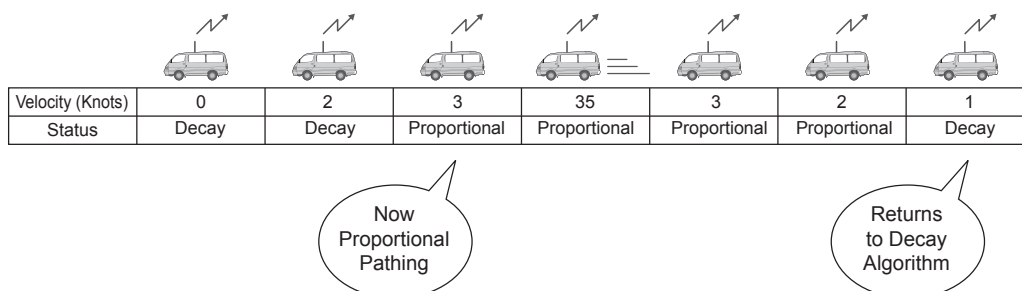 Velocity (Knots) 0 2 3 35 3 2 1
Status Decay Decay Proportional Proportional Proportional Proportional Decay
Now
Proportional
Pathing
Returns
to Decay
Algorithm